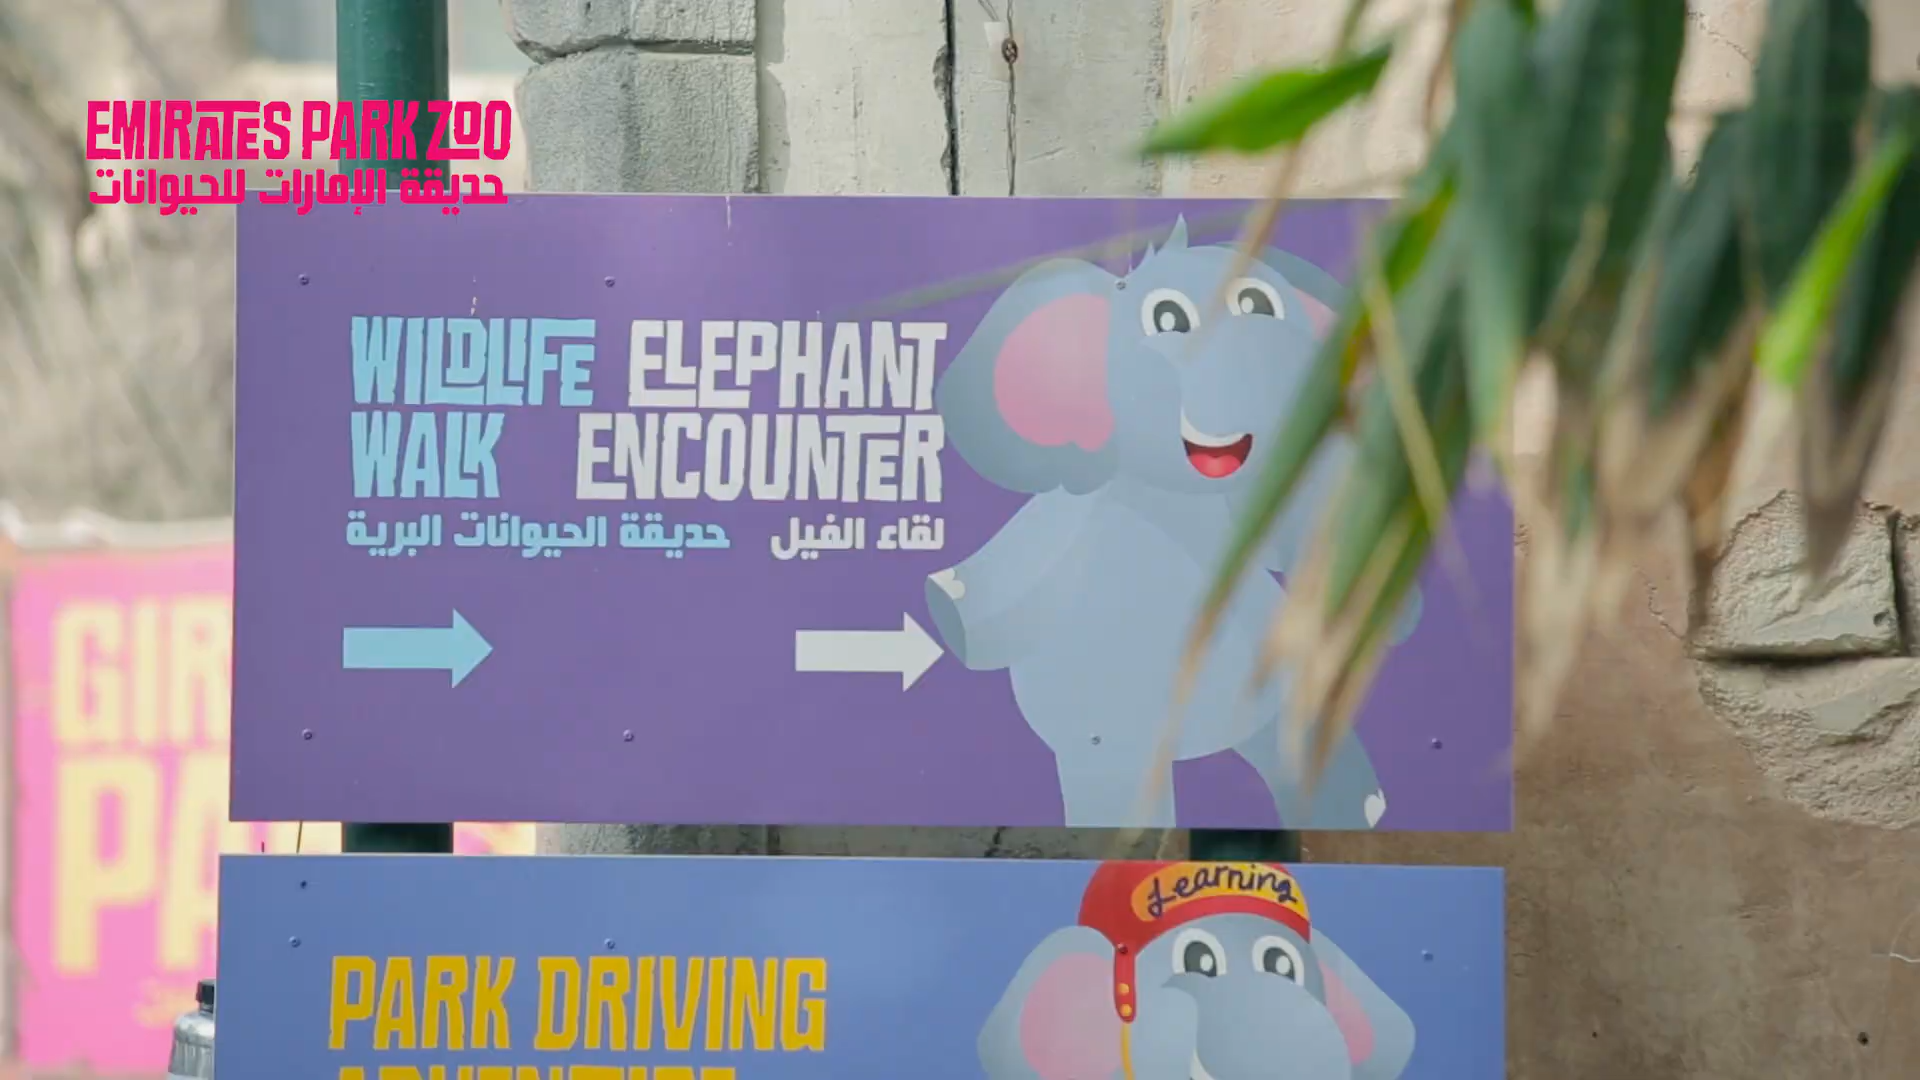 EMIRATES PARK ZOO
حديقة الإمارات للحيوانات
WILDLIFE WALK
حديقة الحيوانات البرية
ELEPHANT ENCOUNTER
لقاء الفيل
Learning
PARK DRIVING